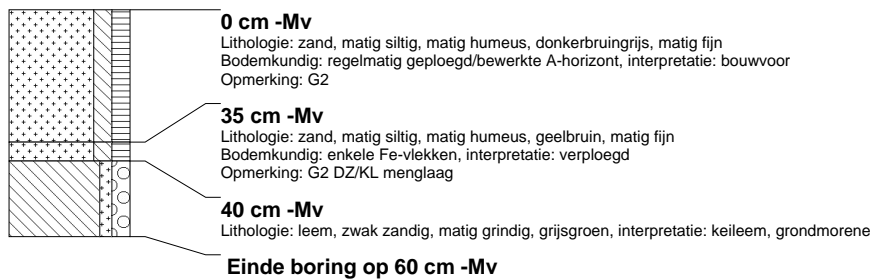 0 cm -Mv
Lithologie: zand, matig siltig, matig humeus, donkerbruingrijs, matig fijn
Bodemkundig: regelmatig geploegd/bewerkte A-horizont, interpretatie: bouwvoor
Opmerking: G2
35 cm -Mv
Lithologie: zand, matig siltig, matig humeus, geelbruin, matig fijn
Bodemkundig: enkele Fe-vlekken, interpretatie: verploegd
Opmerking: G2 DZ/KL menglaag
40 cm -Mv
Lithologie: leem, zwak zandig, matig grindig, grijsgroen, interpretatie: keileem, grondmorene
Einde boring op 60 cm -Mv